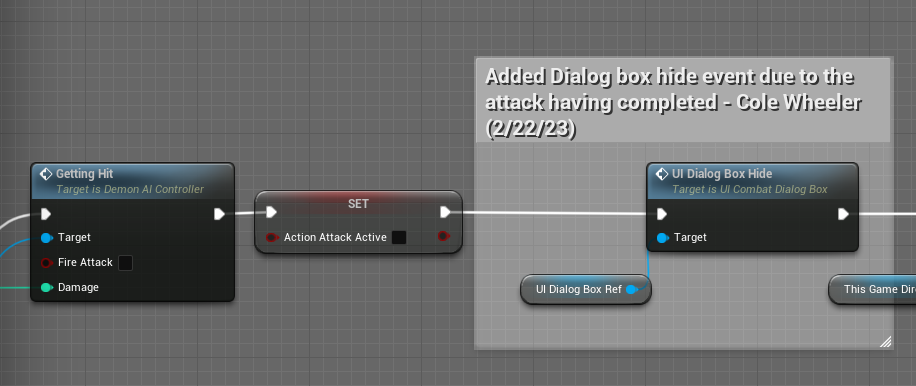 Added Dialog box hide event due to the
attack having completed - Cole Wheeler
(2/22/23)
Getting Hit
Target is Demon AI Controller
Target
Fire Attack
Damage
SET
Action Attack Active
UI Dialog Box Hide
Target is UI Combat Dialog Box
Target
UI Dialog Box Ref
This Game Dir